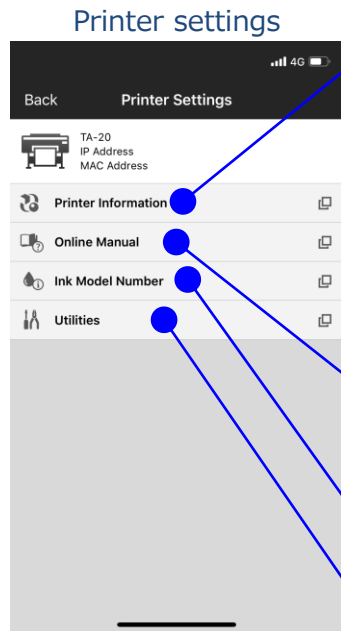 Printer settings
4G
Back Printer Settings
TA-20
IP Address
MAC Address
Printer Information
Online Manual
Ink Model Number
Utilities